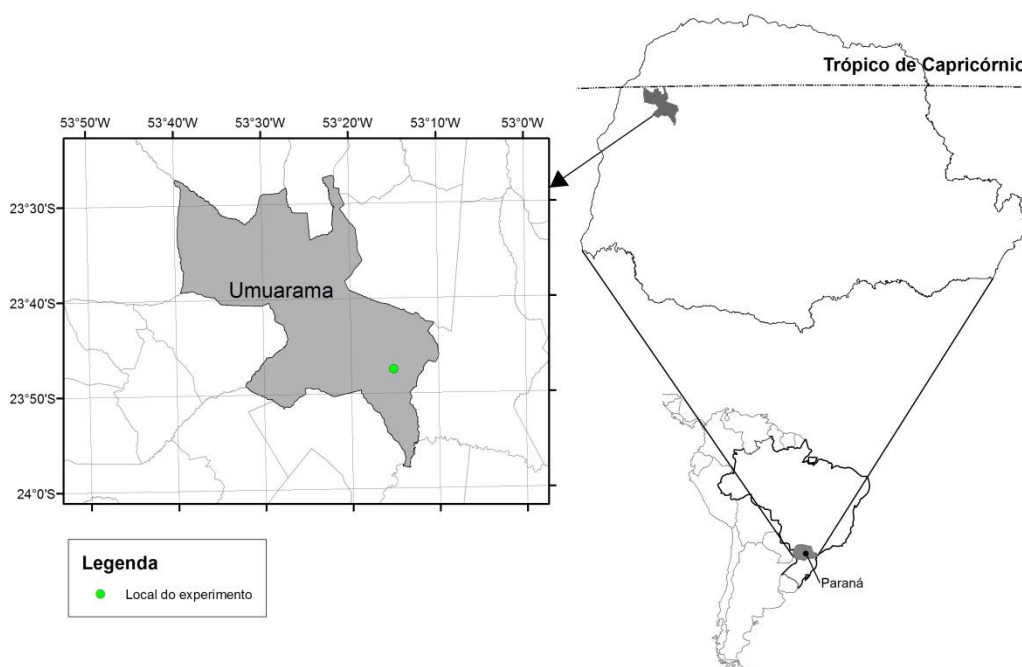 Trópico de Capricórnio
53°50'W 53°40'W 53°30'W 53°20'W 53°10'W 53°0'W
23°30'S
Umuarama
23°40'S
23°50'S
24°0'S
Legenda
Local do experimento
Paraná